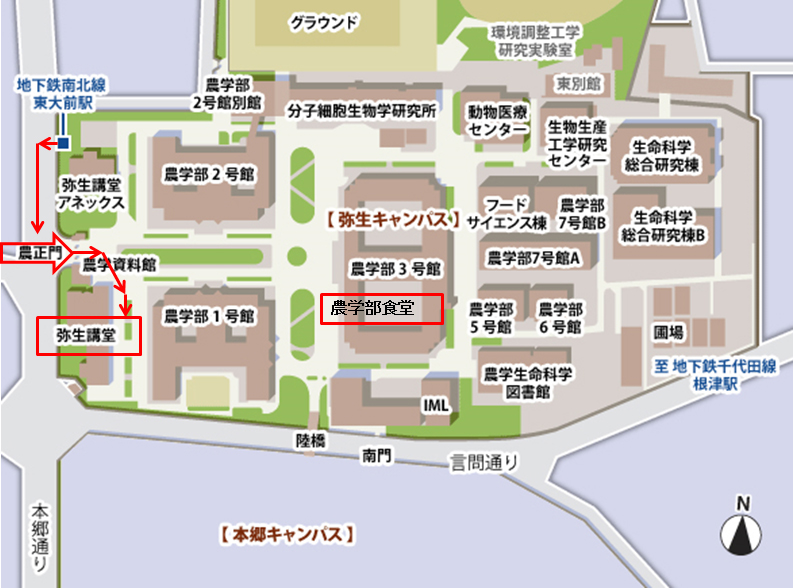 グラウンド
環境調整工学
研究実験室
地下鉄南北線
東大前駅
農学部
2号館別館
分子細胞生物学研究所
動物医療
センター
東別館
生物生産
工学研究
センター
生命科学
総合研究棟
弥生講堂
アネックス
農学部 2 号館
【 弥生キャンパス 】
フード
サイエンス棟
農学部
7号館B
生命科学
総合研究棟B
農正門
農学資料館
農学部 3 号館
農学部7号館A
農学部食堂
弥生講堂
農学部 1 号館
農学部
5 号館
農学部
6 号館
圃場
農学生命科学
図書館
至 地下鉄千代田線
根津駅
IML
陸橋
南門
言問通り
本郷通り
【 本郷キャンパス 】
N